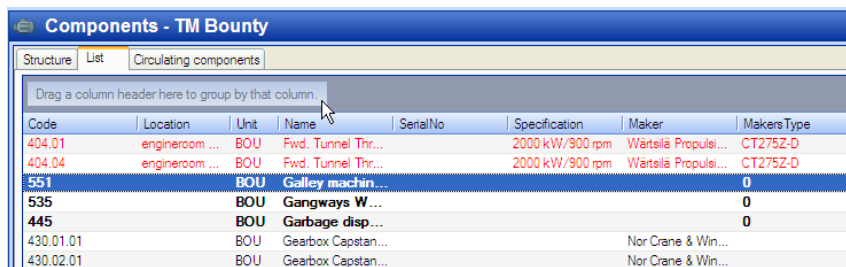 Components - TM Bounty
Structure List Circulating components
Drag a column header here to group by that column.
Code Location Unit Name SerialNo Specification Maker MakersType
404.01 engineroom ... BOU Fwd. Tunnel Thr... 2000 kW/900 rpm Wärtsilä Propulsi... CT275Z-D
404.04 engineroom ... BOU Fwd. Tunnel Thr... 2000 kW/900 rpm Wärtsilä Propulsi... CT275Z-D
551 BOU Galley machin... 0
535 BOU Gangways W... 0
445 BOU Garbage disp... 0
430.01.01 BOU Gearbox Capstan... Nor Crane & Win...
430.02.01 BOU Gearbox Capstan... Nor Crane & Win...